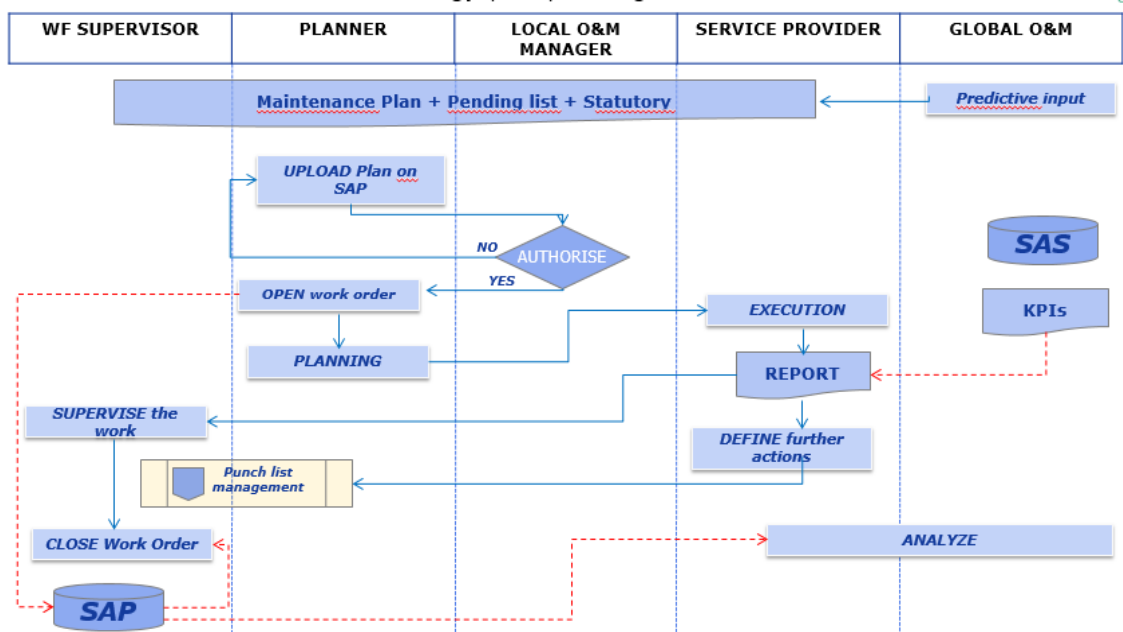 WF SUPERVISOR
PLANNER
LOCAL O&M
MANAGER
SERVICE PROVIDER
GLOBAL O&M
Maintenance Plan + Pending list + Statutory
Predictive input
UPLOAD Plan on
SAP
AUTHORISE
NO
YES
SAS
OPEN work order
EXECUTION
KPIs
PLANNING
REPORT
SUPERVISE the
work
DEFINE further
actions
Punch list
management
CLOSE Work Order
ANALYZE
SAP